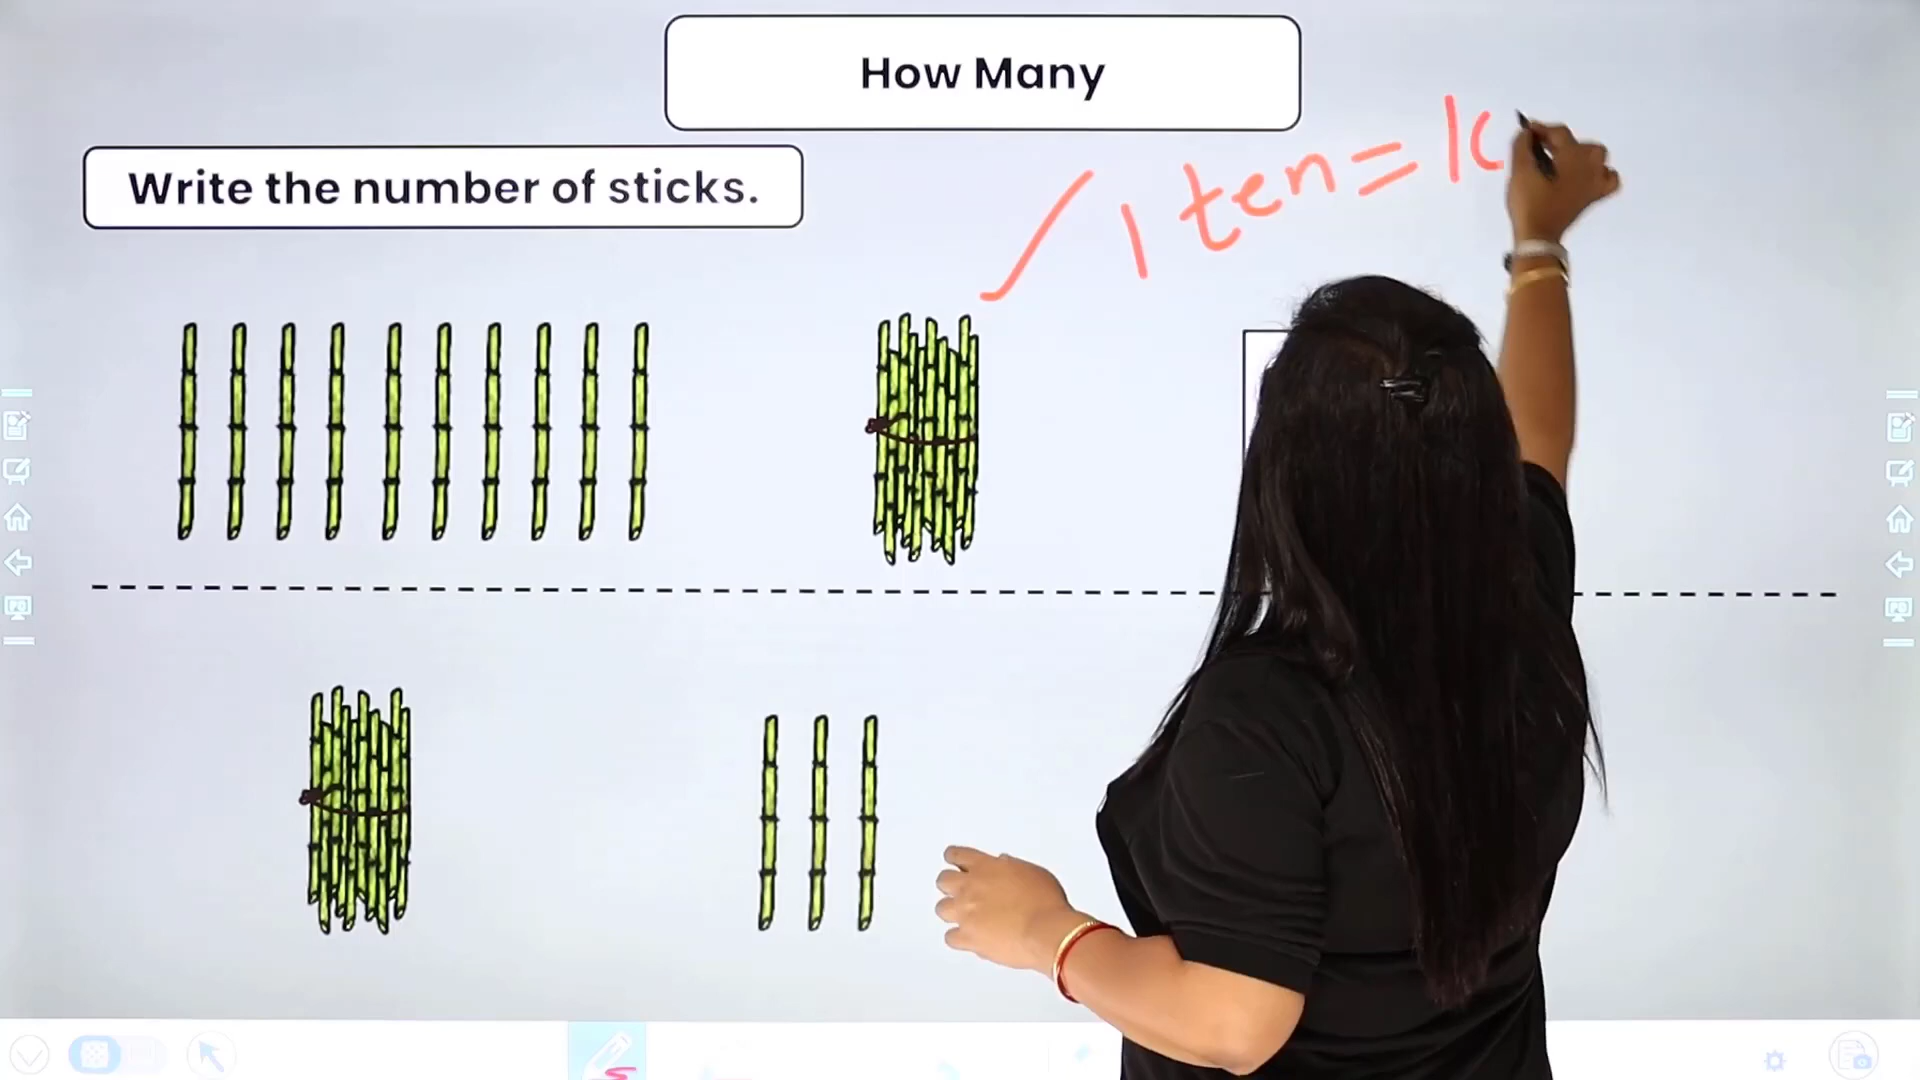 How Many
Write the number of sticks.
1 ten = 1